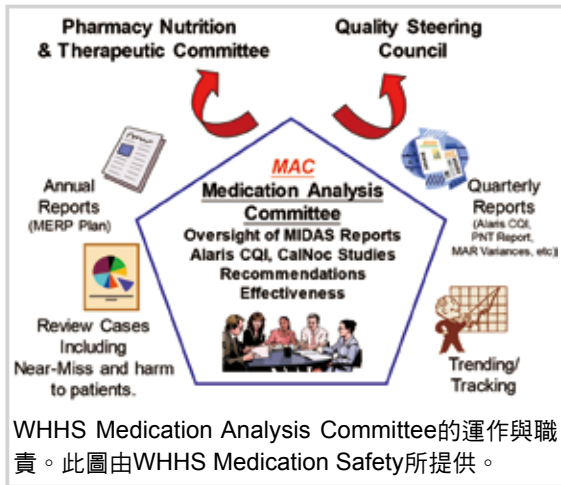 Pharmacy Nutrition
& Therapeutic Committee
Quality Steering
Council
MAC
Medication Analysis
Committee
Oversight of MIDAS Reports
Alaris CQI, CalNoc Studies
Recommendations
Effectiveness
Annual
Reports
(MERP Plan)
Quarterly
Reports
(Alaris CQI,
PNT Report,
MAR Variances, etc)
Review Cases
Including
Near-Miss and harm
to patients.
Trending/
Tracking
WHHS Medication Analysis Committee的運作與職
責。此圖由WHHS Medication Safety所提供。